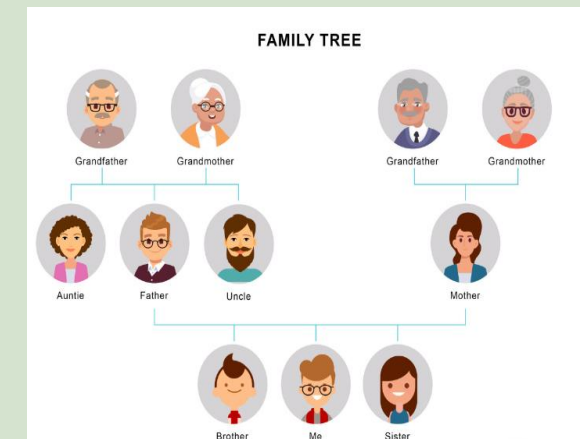 FAMILY TREE
Grandfather Grandmother Grandfather Grandmother
Auntie Father Uncle Mother
Brother Me Sister